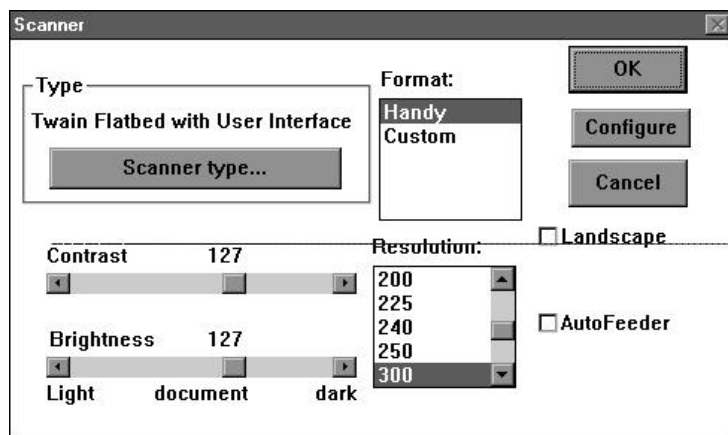 Scanner
Type
Twain Flatbed with User Interface
Scanner type...
Format:
Handy
Custom
OK
Configure
Cancel
Contrast 127
Brightness 127
Light document dark
Resolution:
200
225
240
250
300
Landscape
AutoFeeder